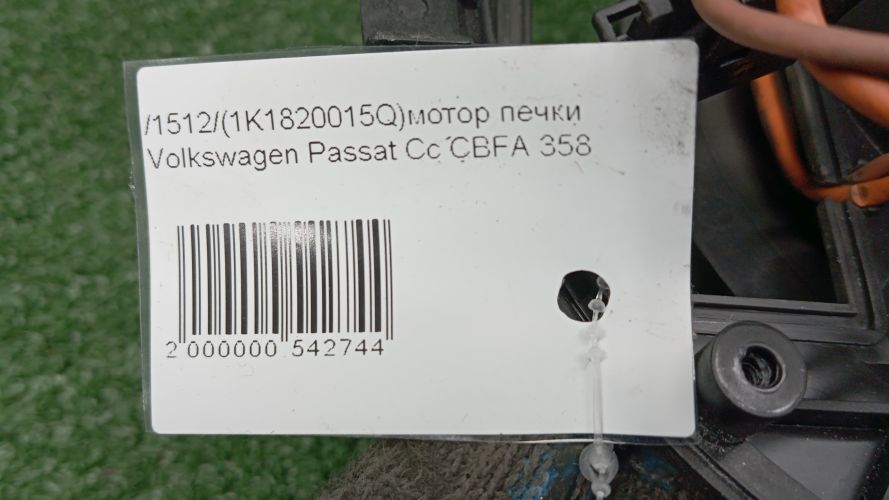 /1512/(1K1820015Q)мотор печки
Volkswagen Passat Cc CBFA 358
2 000000 542744